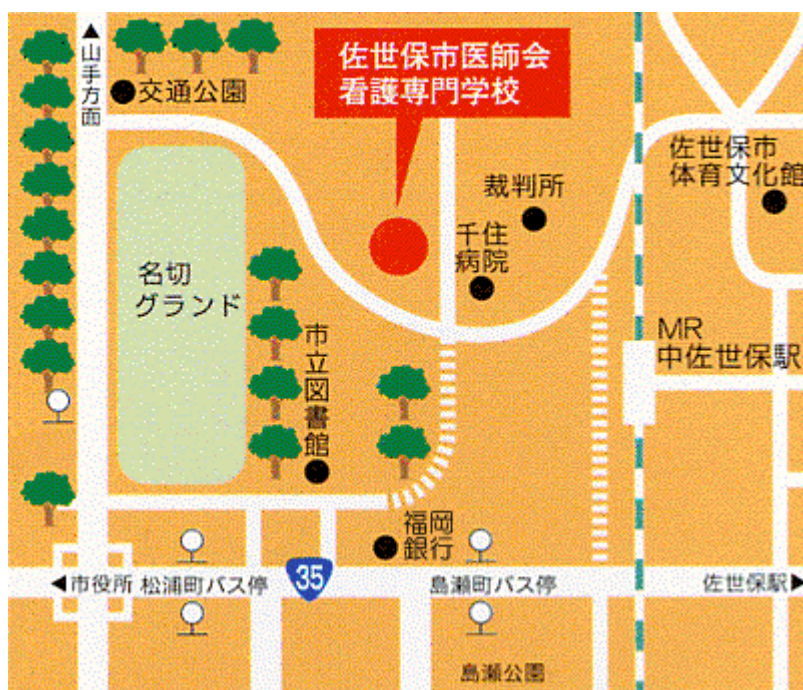 ▲山手方面
交通公園
佐世保市医師会
看護専門学校
佐世保市
体育文化館
裁判所
千住
病院
名切
グランド
市立図書館
MR
中佐世保駅
福岡
銀行
◀市役所
松浦町バス停
35
島瀬町バス停
佐世保駅▶
島瀬公園